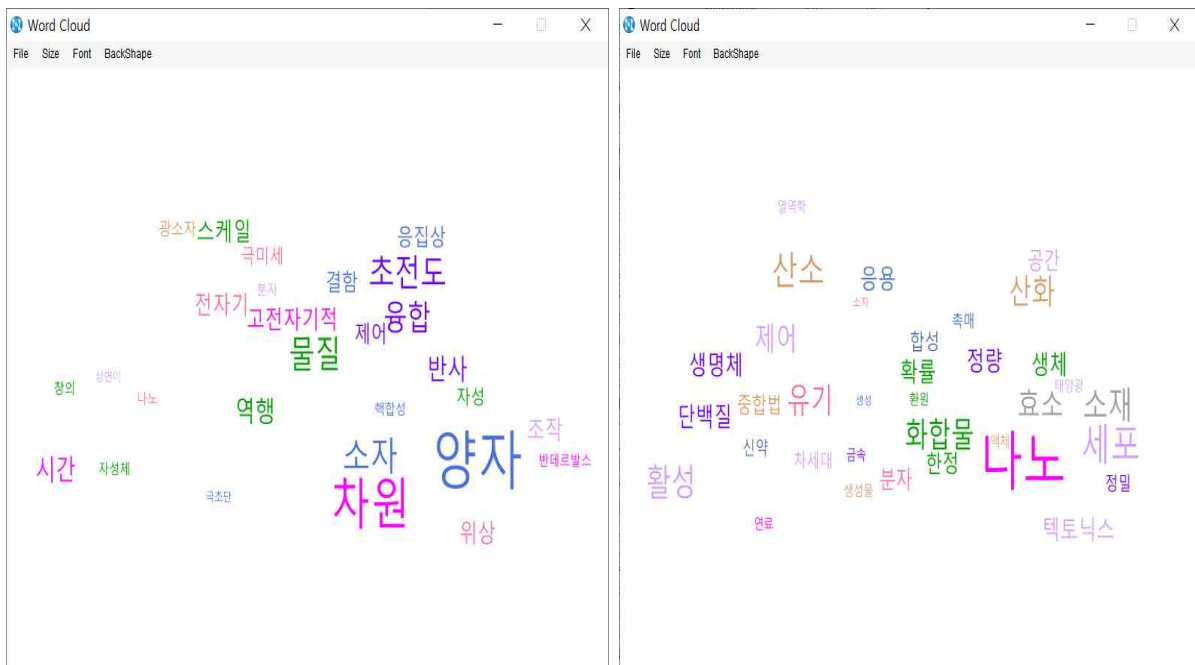 Word Cloud
File Size Font BackShape
광소자
스케일
응집상
극미세
결함
초전도
분자
전자기
고전자기적
제어
융합
물질
반사
상변이
창의
나노
역행
핵합성
자성
조작
양자
소자
반데르발스
시간
자성체
차원
극초단
위상
Word Cloud
File Size Font BackShape
열역학
산소
응용
공간
산화
소자
촉매
제어
합성
생명체
확률
정량
생체
태양광
단백질
중합법
유기
생성
환원
효소
소재
화합물
액체
신약
나노
세포
차세대
금속
한정
활성
생성물
분자
정밀
연료
텍토닉스